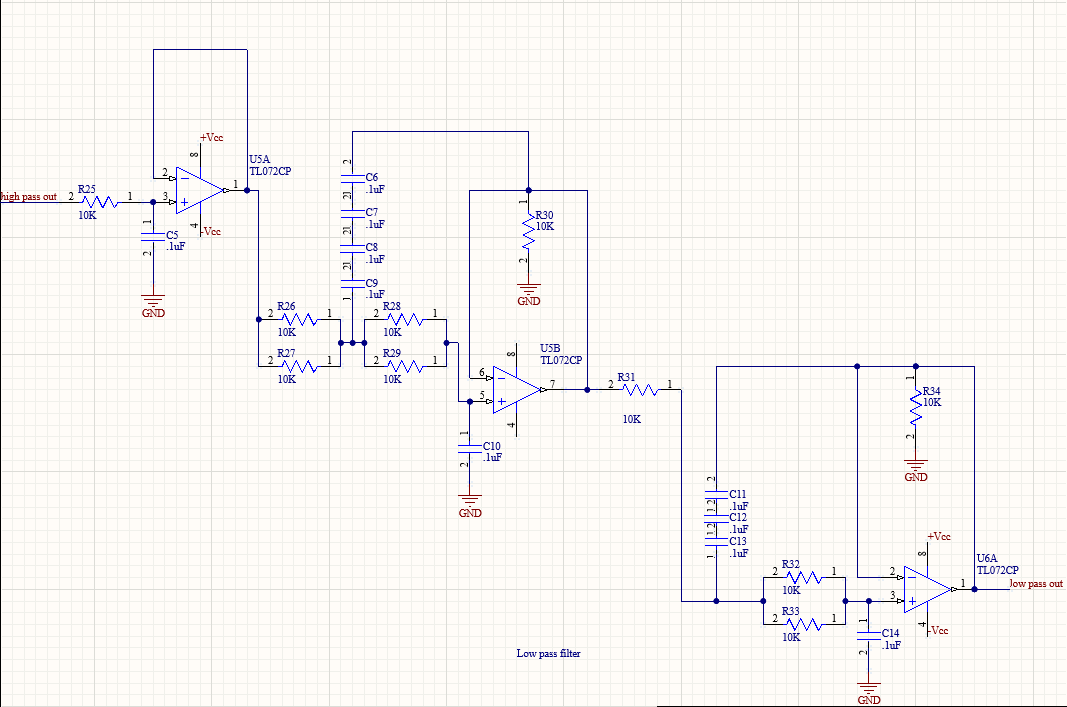 +Vcc
8
U5A
TL072CP
2
1
3
high pass out
2
R25
1
10K
4
-Vcc
1
C5
.1uF
2
GND
2
C6
.1uF
21
C7
.1uF
21
C8
.1uF
21
C9
.1uF
1
1
R30
10K
2
GND
R26
2
1
10K
R27
2
1
10K
R28
2
1
10K
R29
2
1
10K
8
U5B
TL072CP
6
7
5
4
1
C10
.1uF
2
GND
R31
2
1
10K
1
R34
10K
2
GND
2
C11
.1uF
1 2
C12
.1uF
1 2
C13
.1uF
1
R32
2
1
10K
R33
2
1
10K
+Vcc
8
U6A
TL072CP
2
1
low pass out
3
4
-Vcc
1
C14
.1uF
2
GND
Low pass filter